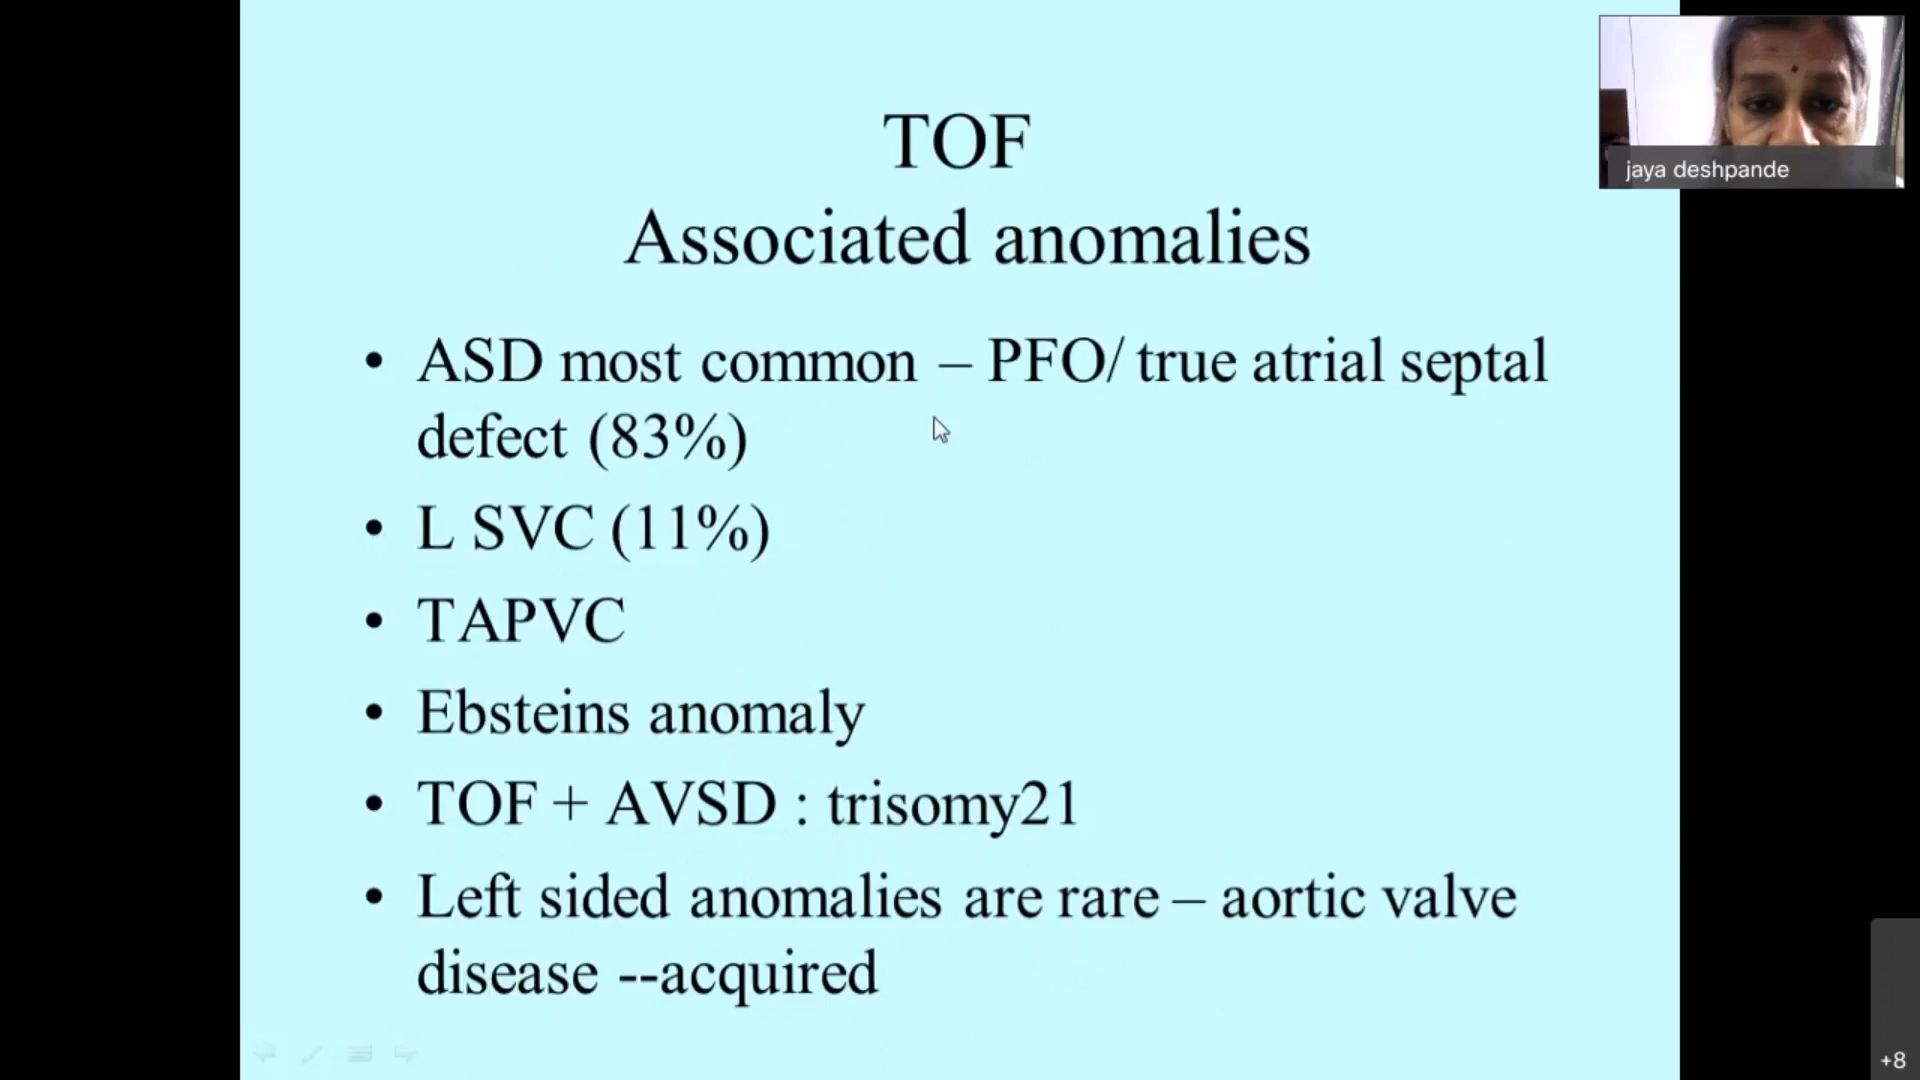 TOF
Associated anomalies
• ASD most common – PFO/ true atrial septal
defect (83%)
• L SVC (11%)
• TAPVC
• Ebsteins anomaly
• TOF + AVSD : trisomy21
• Left sided anomalies are rare – aortic valve
disease --acquired
jaya deshpande
+8